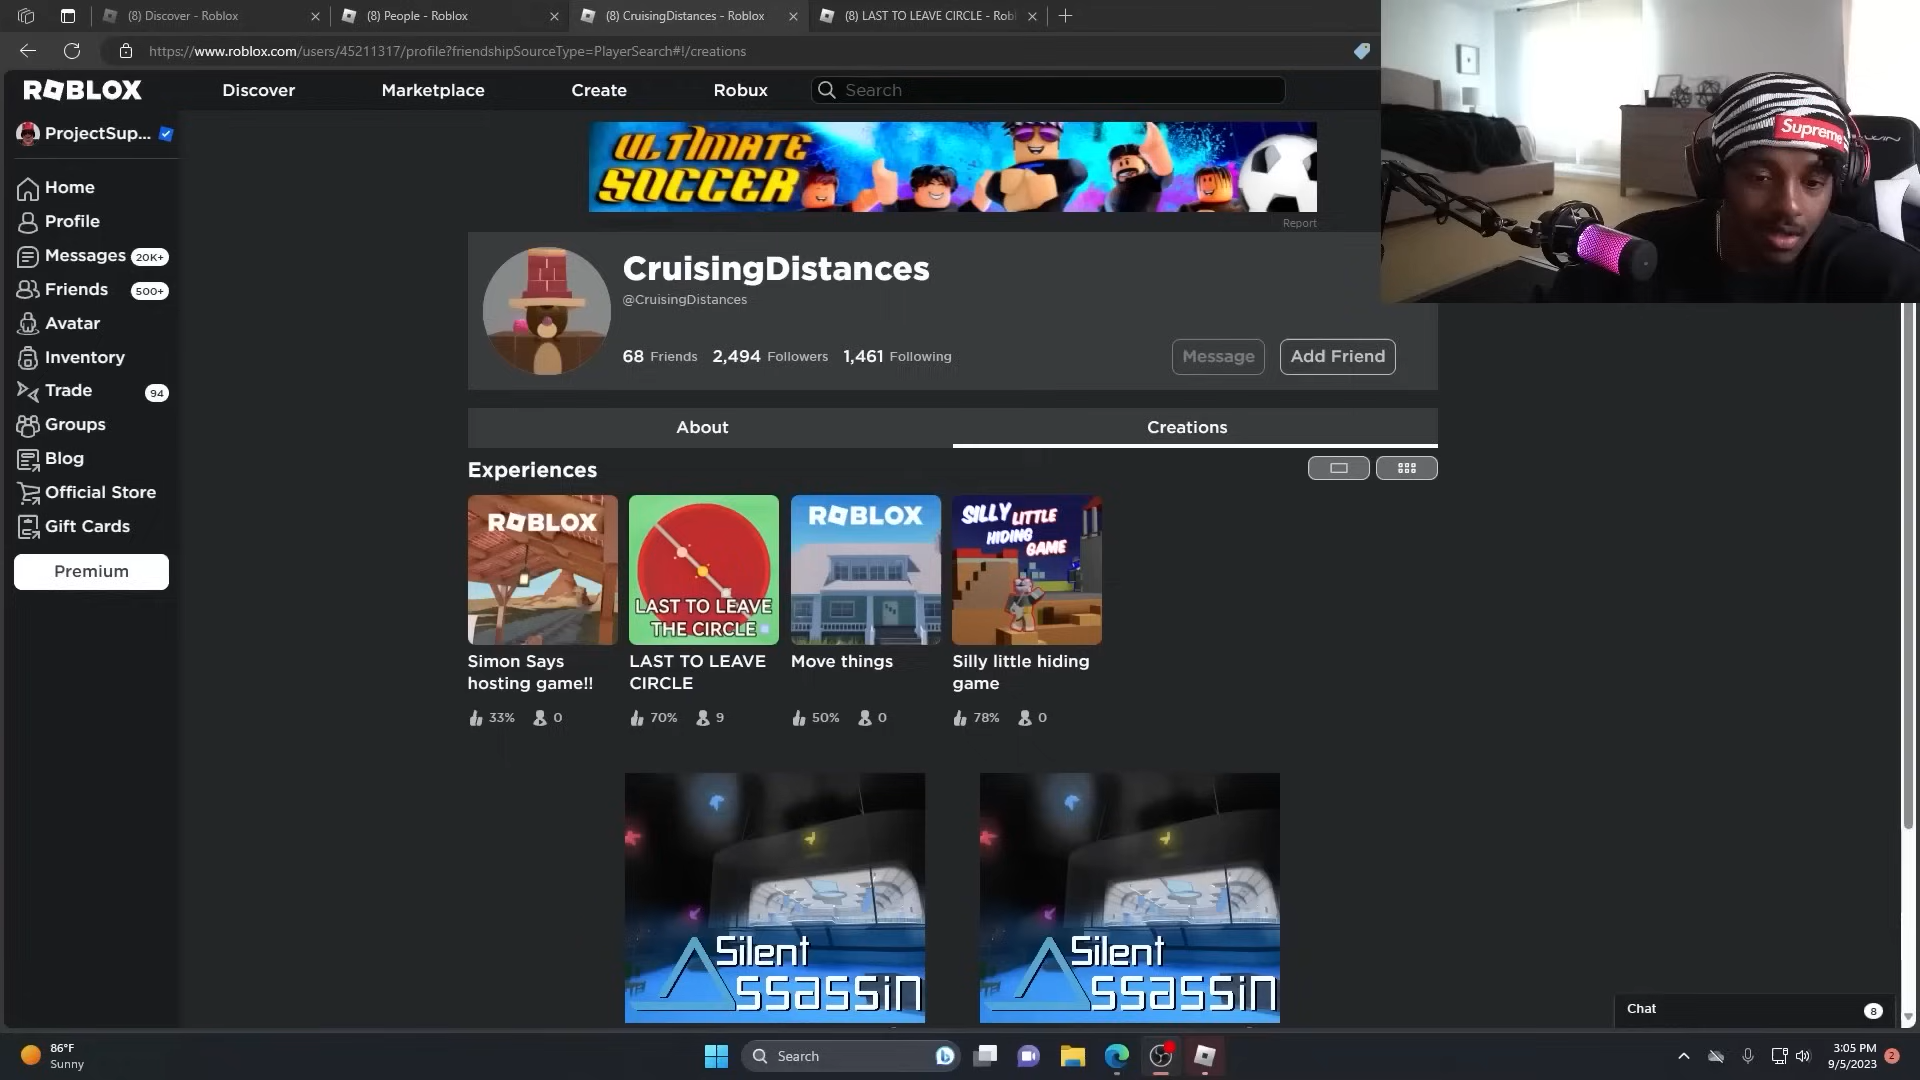 (8) Discover - Roblox
(8) People - Roblox
(8) CruisingDistances - Roblox
(8) LAST TO LEAVE CIRCLE - Rob
https://www.roblox.com/users/45211317/profile?friendshipSourceType=PlayerSearch#!/creations
ROBLOX
Discover
Marketplace
Create
Robux
Search
ProjectSup...
Home
Profile
Messages 20K+
Friends 500+
Avatar
Inventory
Trade 94
Groups
Blog
Official Store
Gift Cards
Premium
ULTIMATE
SOCCER
Report
Supreme
CruisingDistances
@CruisingDistances
68 Friends 2,494 Followers 1,461 Following
Message
Add Friend
About
Creations
Experiences
ROBLOX
LAST TO LEAVE
THE CIRCLE
ROBLOX
SILLY LITTLE
HIDING
GAME
Simon Says
hosting game!!
33% 0
LAST TO LEAVE
CIRCLE
70% 9
Move things
50% 0
Silly little hiding
game
78% 0
Silent
Assassin
Silent
Assassin
Chat 8
86°F
Sunny
Search
3:05 PM
9/5/2023
2